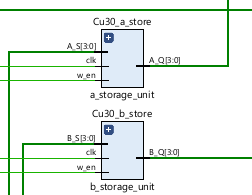 Cu30_a_store
A_S[3:0]
clk
w_en
A_Q[3:0]
a_storage_unit
Cu30_b_store
B_S[3:0]
clk
w_en
B_Q[3:0]
b_storage_unit